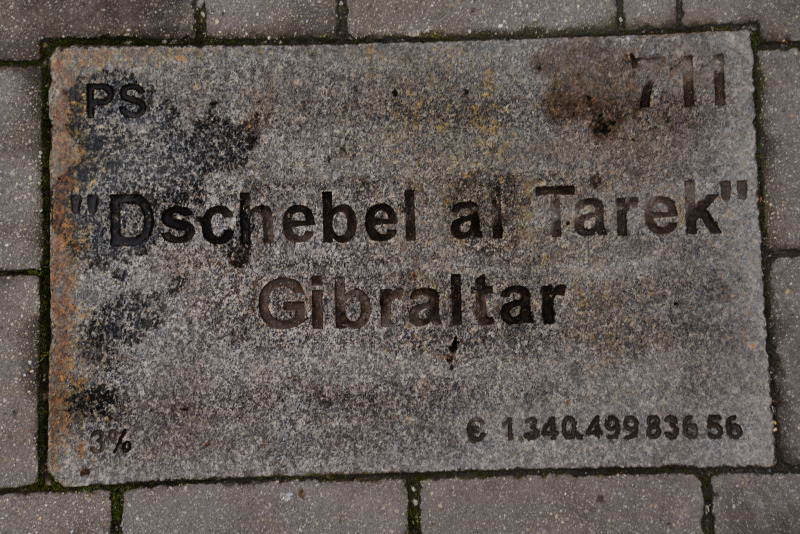 PS 711
"Dschebel al Tarek"
Gibraltar
3% € 1.340.499.836.56